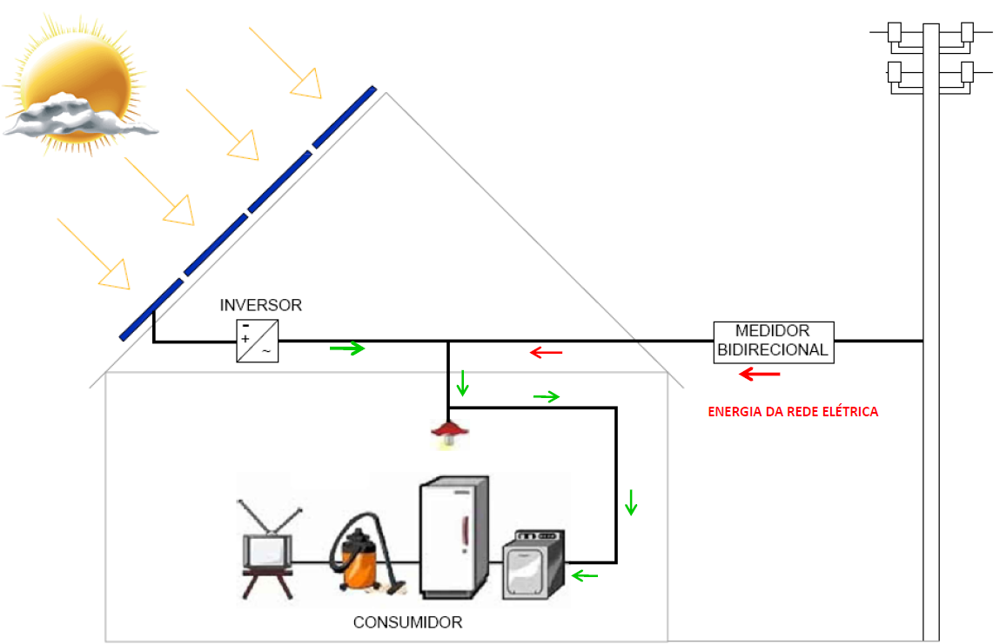 INVERSOR
MEDIDOR
BIDIRECIONAL
ENERGIA DA REDE ELÉTRICA
CONSUMIDOR